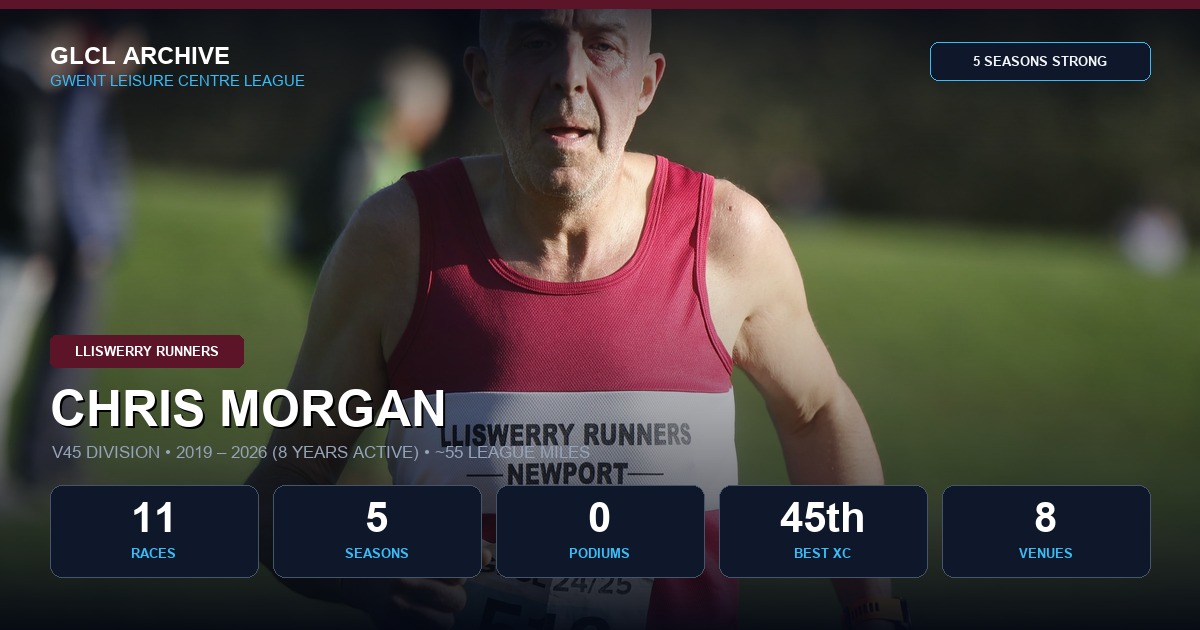 GLCL ARCHIVE
GWENT LEISURE CENTRE LEAGUE
5 SEASONS STRONG
LLISWERRY RUNNERS
CHRIS MORGAN
V45 DIVISION • 2019 – 2026 (8 YEARS ACTIVE) • ~55 LEAGUE MILES
LLISWERRY RUNNERS
NEWPORT
11
RACES
5
SEASONS
0
PODIUMS
45th
BEST XC
8
VENUES
24/25